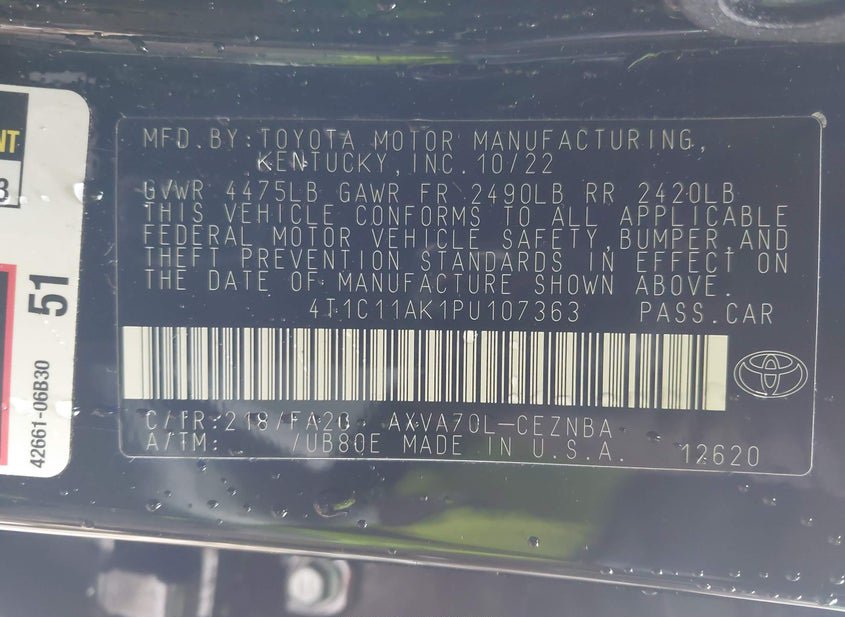 MFD.BY:TOYOTA MOTOR MANUFACTURING,
KENTUCKY,INC.10/22
GVWR 4475LB GAWR FR 2490LB RR 2420LB
THIS VEHICLE CONFORMS TO ALL APPLICABLE
FEDERAL MOTOR VEHICLE SAFETY,BUMPER,AND
THEFT PREVENTION STANDARDS IN EFFECT ON
THE DATE OF MANUFACTURE SHOWN ABOVE.
4T1C11AK1PU107363 PASS.CAR
C/TR:218/FA20 AXVA70L-CEZNBA
A/TM: /UB80E MADE IN U.S.A. 12620
51
42661-06B30